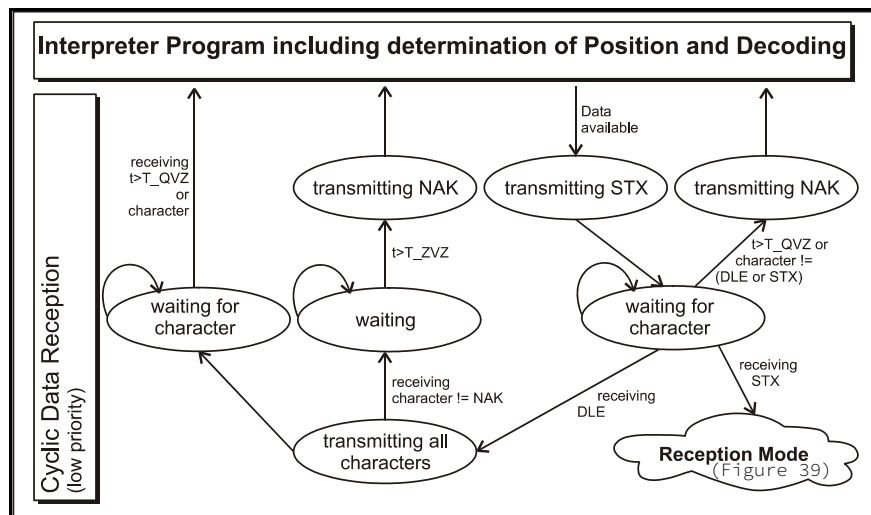 Interpreter Program including determination of Position and Decoding
Cyclic Data Reception
(low priority)
receiving
t>T_QVZ
or
character
Data
available
transmitting NAK
transmitting STX
transmitting NAK
t>T_ZVZ
t>T_QVZ or
character !=
(DLE or STX)
waiting for
character
waiting
waiting for
character
receiving
character != NAK
receiving
DLE
receiving
STX
transmitting all
characters
Reception Mode
(Figure 39)